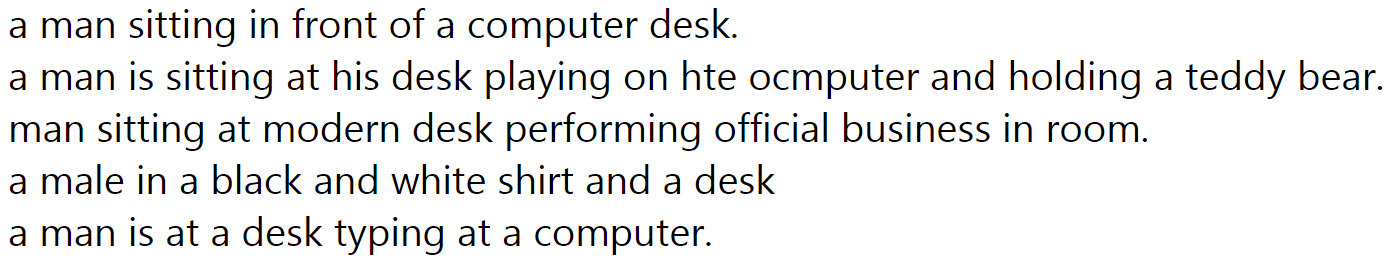 a man sitting in front of a computer desk.
a man is sitting at his desk playing on hte ocmputer and holding a teddy bear.
man sitting at modern desk performing official business in room.
a male in a black and white shirt and a desk
a man is at a desk typing at a computer.